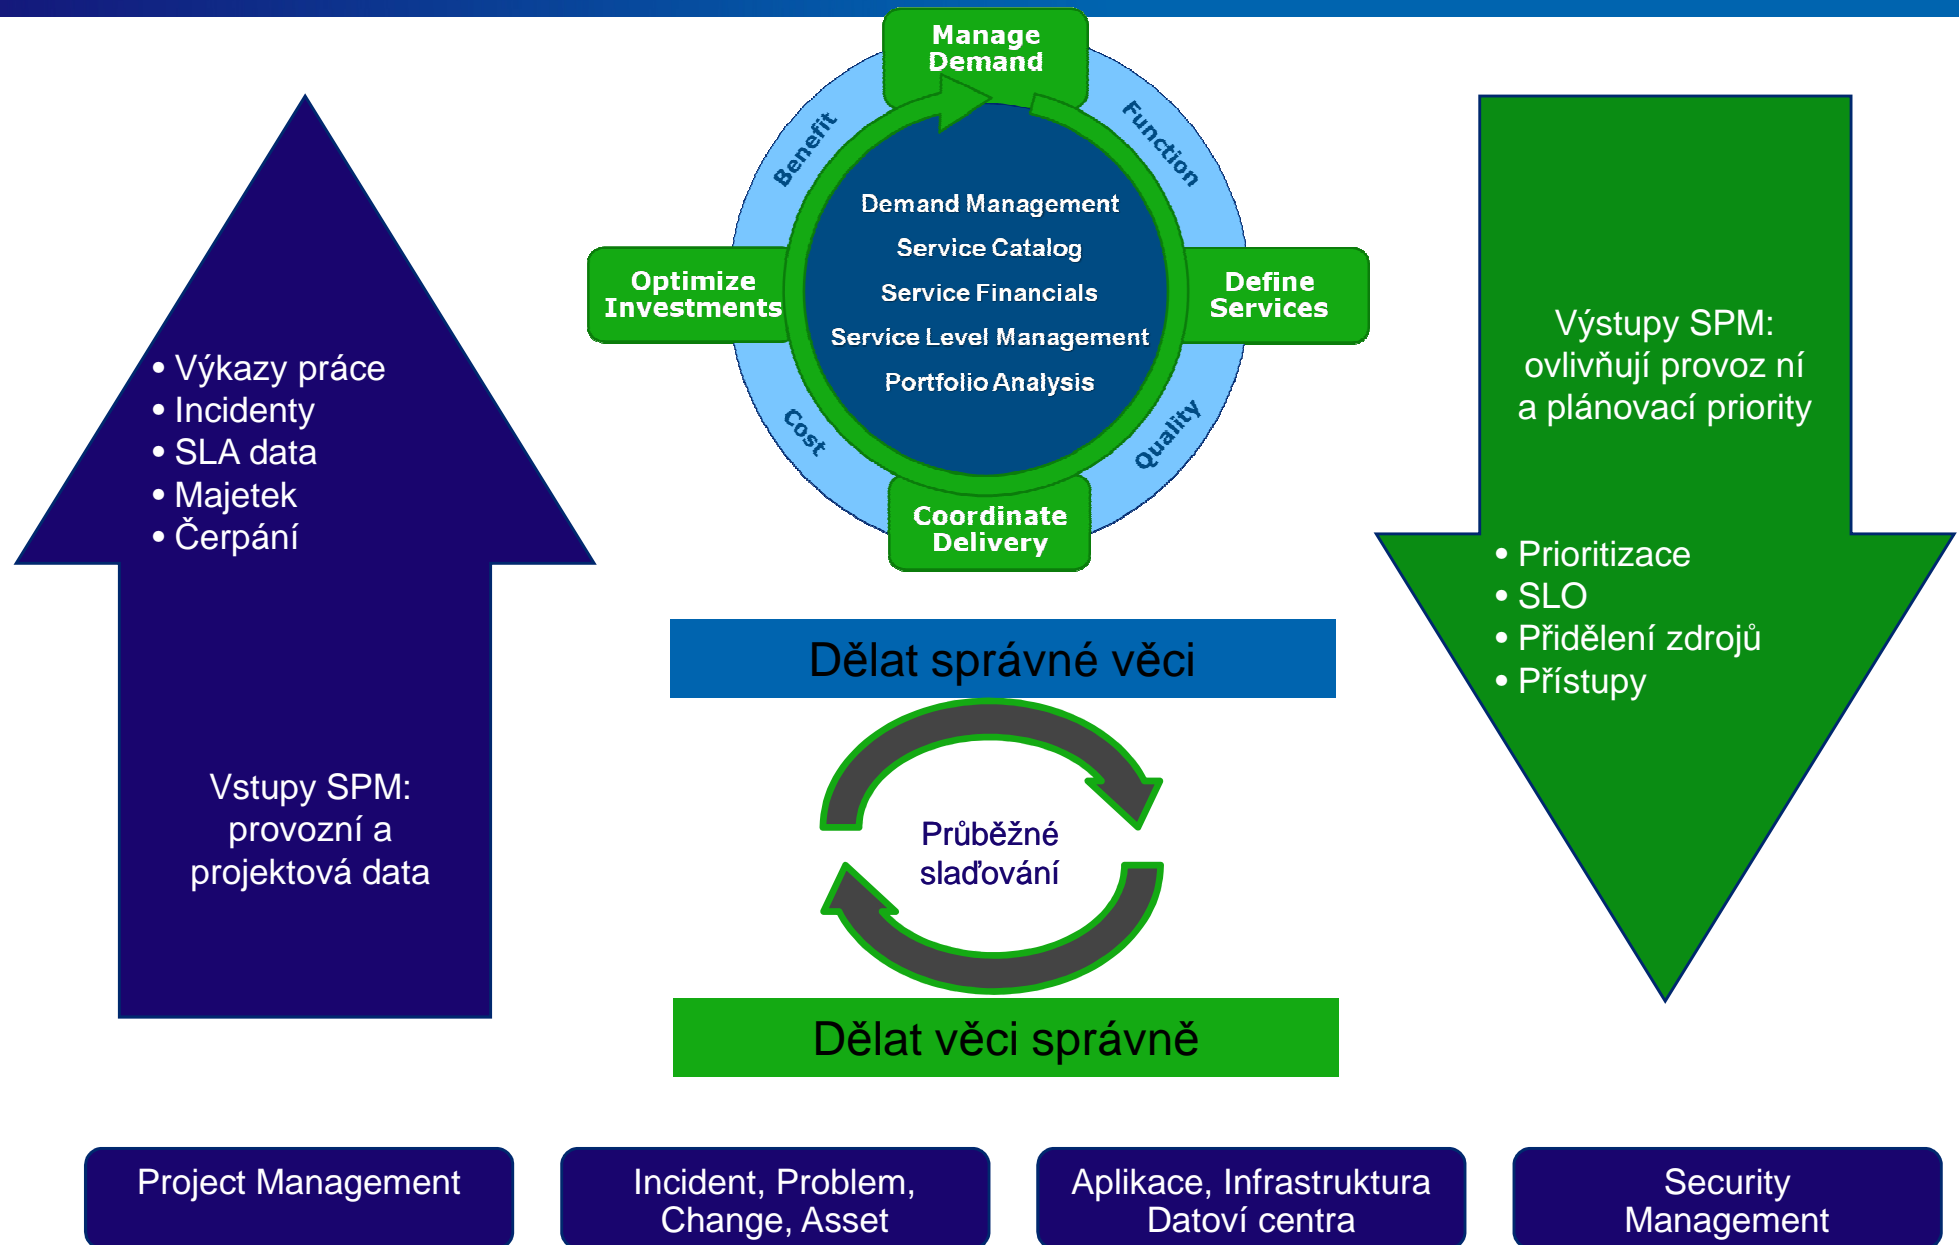 Manage
Demand
Benefit
Function
Demand Management
Service Catalog
Service Financials
Service Level Management
Portfolio Analysis
Optimize
Investments
Define
Services
Cost
Quality
Coordinate
Delivery
• Výkazy práce
• Incidenty
• SLA data
• Majetek
• Čerpání
Vstupy SPM:
provozní a
projektová data
Výstupy SPM:
ovlivňují provoz ní
a plánovací priority
• Prioritizace
• SLO
• Přidělení zdrojů
• Přístupy
Dělat správné věci
Průběžné
slaďování
Dělat věci správně
Project Management
Incident, Problem,
Change, Asset
Aplikace, Infrastruktura
Datoví centra
Security
Management